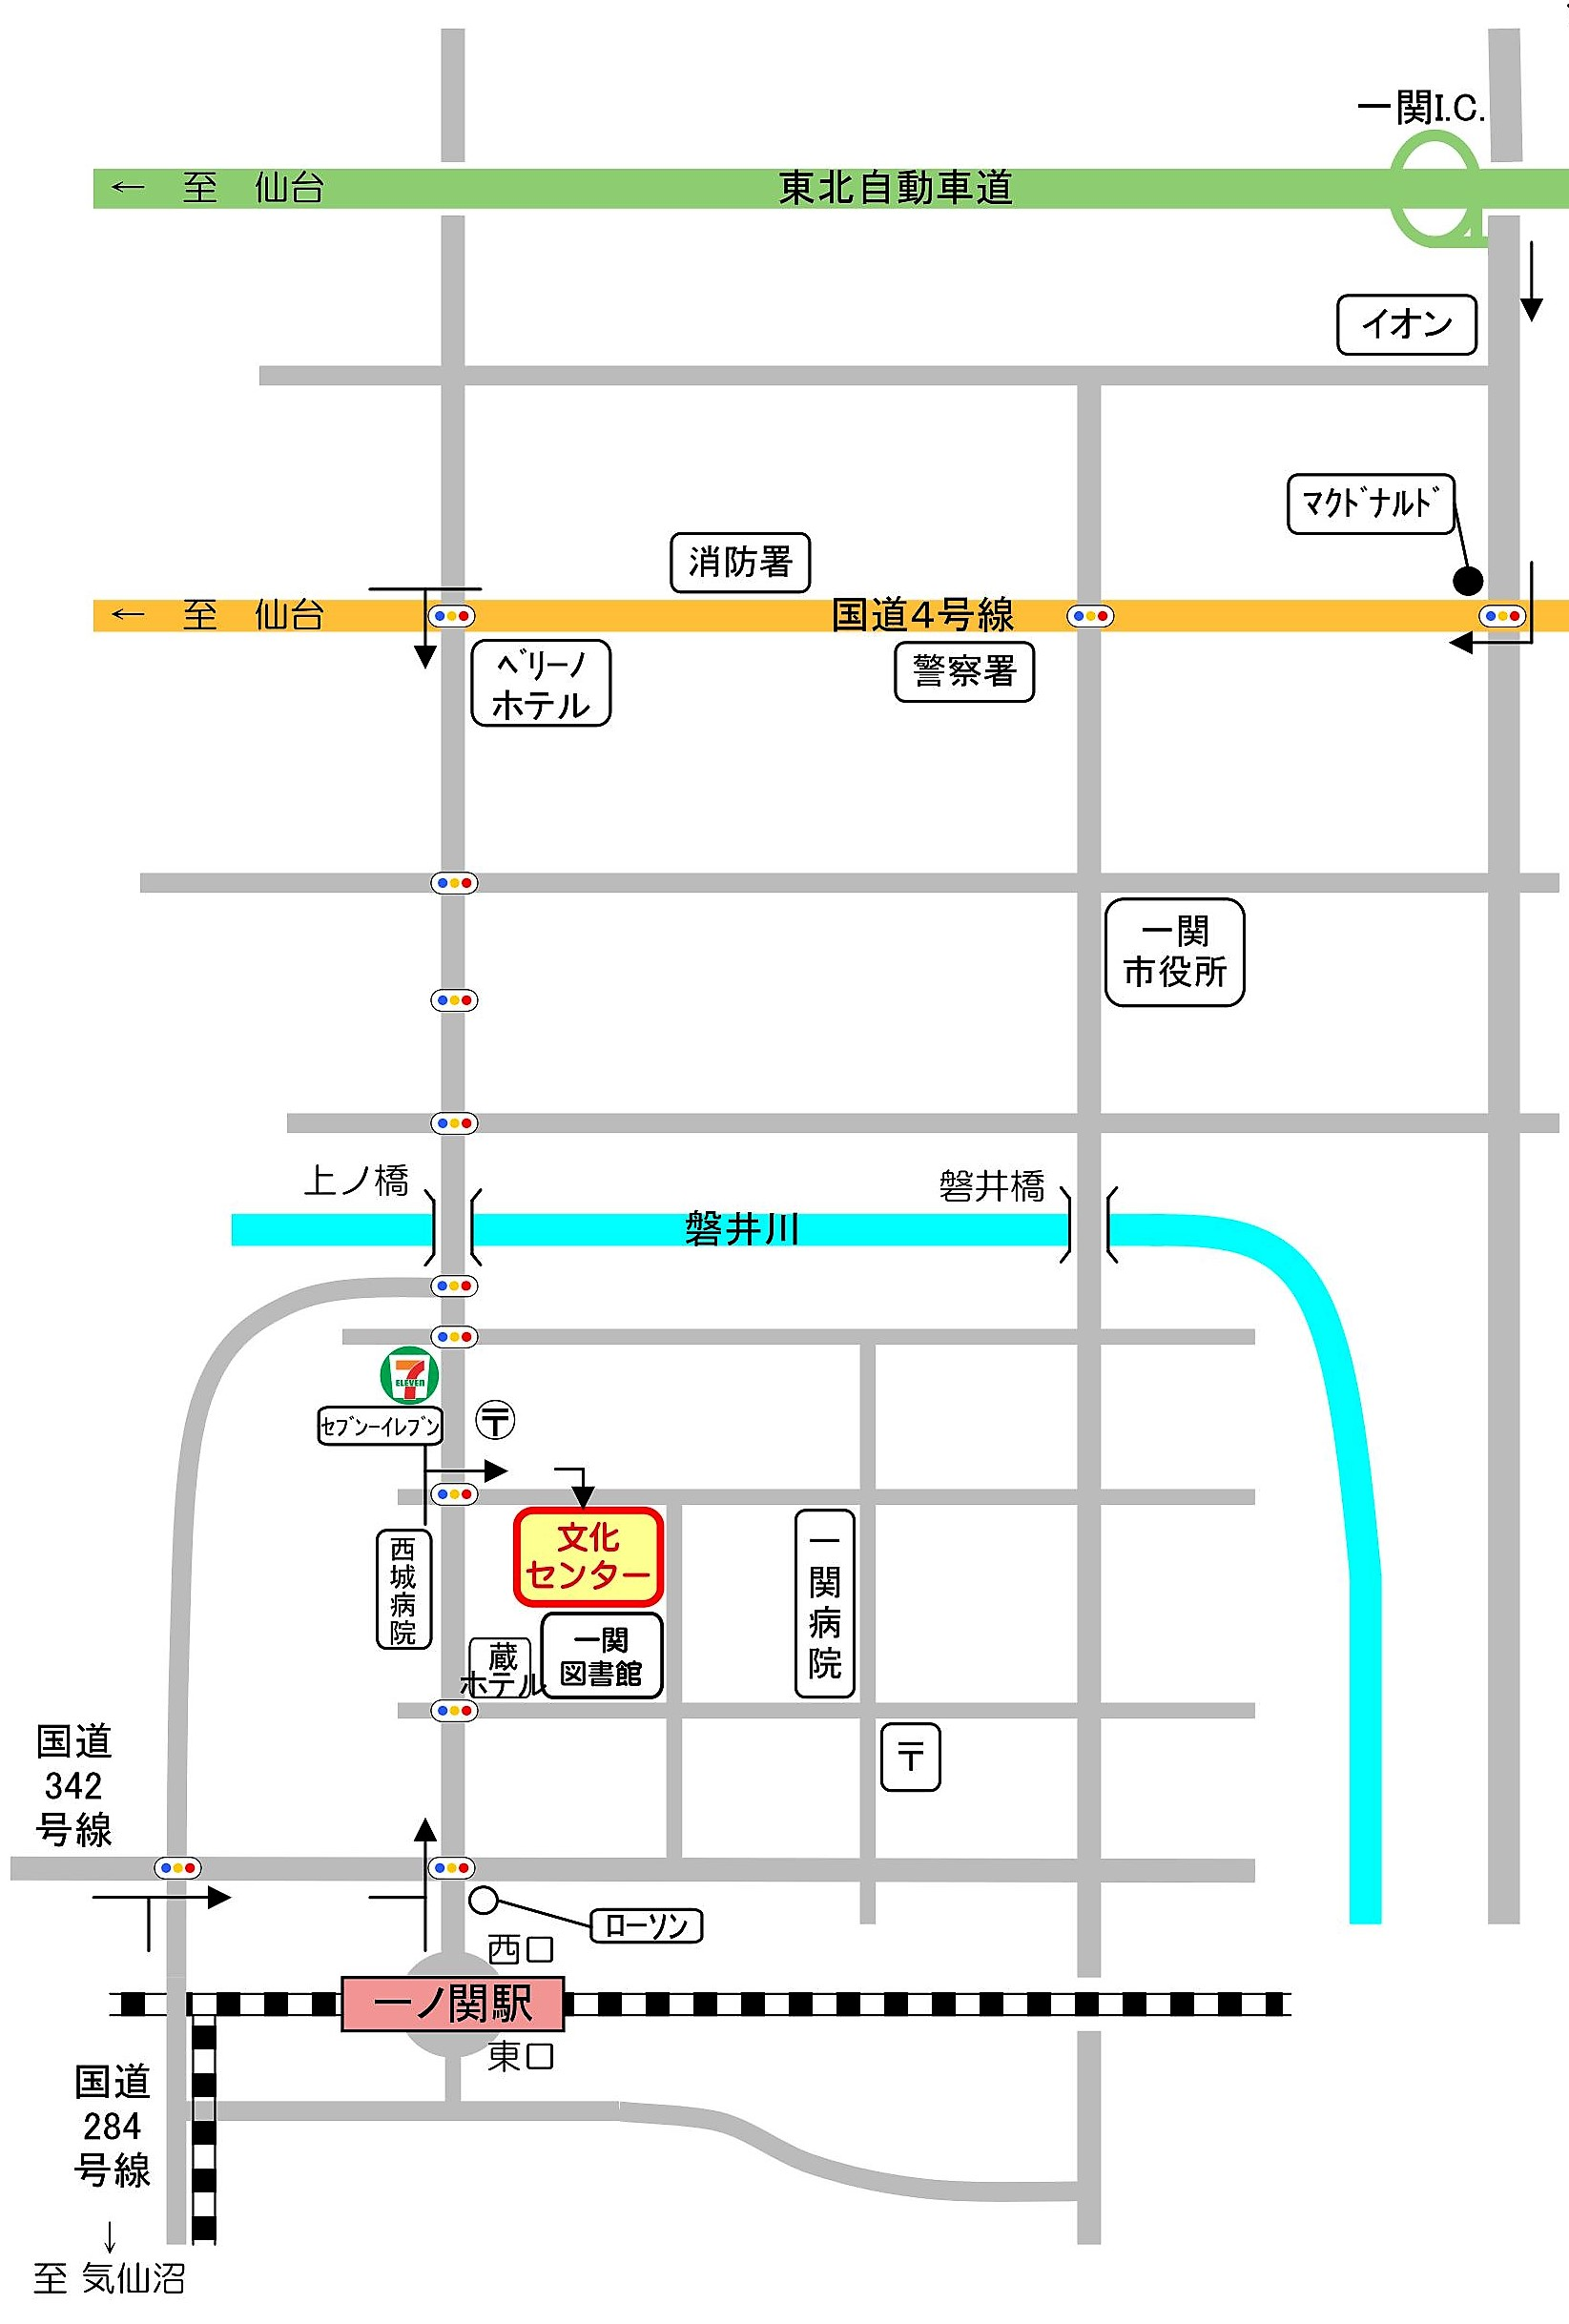 一関I.C.
← 至 仙台
東北自動車道
イオン
ﾏｸﾄﾞﾅﾙﾄﾞ
消防署
← 至 仙台
国道4号線
ﾍﾞﾘｰﾉ
ホテル
警察署
一関
市役所
上ノ橋
磐井橋
磐井川
7
ELEVEN
ｾﾌﾞﾝｰｲﾚﾌﾞﾝ
〒
文化
センター
西城病院
一関病院
一関
図書館
蔵
ホテル
〒
国道
342
号線
ﾛｰｿﾝ
西口
一ノ関駅
東口
国道
284
号線
↓
至 気仙沼